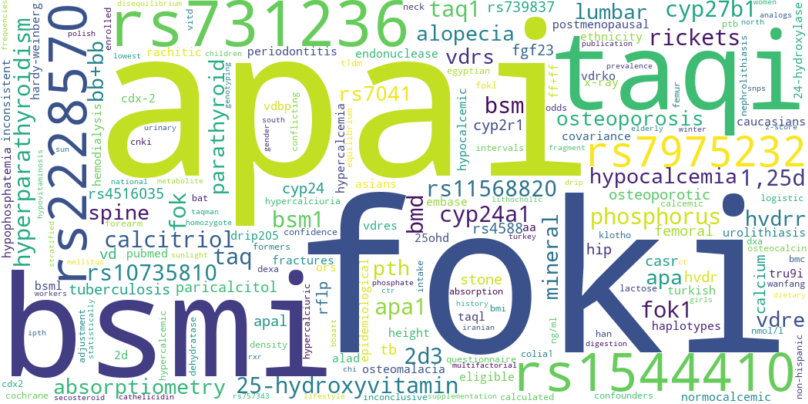 disequilibrium
rs731236
neck
taq1
rs739837
women
analogs
frequencies
polish
hardy-weinberg
inconsistent
lowest
vitd
enrolled
children
rachitic
periodontitis
endonuclease
alopecia
vdrs
fgf23
postmenopausal
lumbar
ethnicity
publication
cyp27b1
ptb
north
rickets
24-hydroxylase
nephrolithiasis
rs2228570
bb+bb
cdx-2
hyperparathyroidism
hypophosphatemia
apai
taqi
foki
bsmi
genotyping
tldn
egyptian
vdrko
x-ray
prevalence
snps
rs7041
vdbp
south
gender
conflicting
hypercalcemia
equilibrium
bsm
cyp2r1
hypocalcemic
fokl
intervals
ff-ff
odds
fragment
osteoporosis
covariance
femur
elderly
winter
z-score
caucasians
rs7975232
urinary
cnki
hemodialysis
parathyroid
sun
hypovitaminosis
national
metabolite
taqman
homozygote
bat
fok
asians
hypercalciuria
cyp24
lithocholic
drip
hypocalcemia
1,25d
rs4516035
spine
forearm
stratified
mellitus
bsm1
vdres
bmd
embase
rs11568820
cyp24a1
rs4588
aa
turkey
osteoporotic
calcemic
logistic
phosphorus
hvdrr
klotho
femoral
urolithiasis
calcitriol
drip205
confidence
formers
sunlight
fractures
25ohd
hip
dxa
osteocalcin
vd
pubmed
taq
dexa
ors
pth
phosphate
ctr
intake
stone
absorption
history
bmi
iranian
mineral
casr
ct
apa
hvdr
turkish
girls
lactose
calcium
bmc
tru9i
wanfang
dietary
rs10735810
tuberculosis
paricalcitol
rflp
hypercalciuric
epidemiological
apa1
taql
fok1
haplotypes
vdre
nmol/l
han
ng/ml
digestion
bsml
workers
ipth
adjustment
statistically
2d
hypercalcemic
dehydratase
apal
density
rxr
bbaatt
alad
chi
tb
height
2d3
osteomalacia
questionnaire
multifactorial
colia1
rs1544410
non-hispanic
cdx2
cochrane
absorptiometry
secosteroid
cathelicidin
25-hydroxyvitamin
rs757343
lifestyle
inconclusive
supplementation
eligible
calculated
confounders
normocalcemic